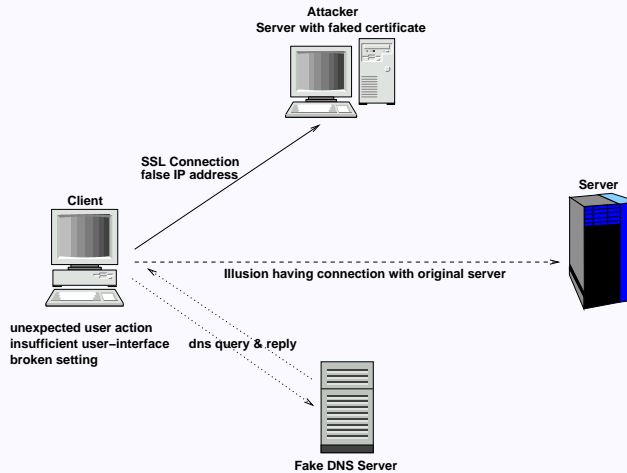 Attacker
Server with faked certificate
SSL Connection
false IP address
Server
Client
Illusion having connection with original server
unexpected user action
insufficient user−interface
broken setting
dns query & reply
Fake DNS Server